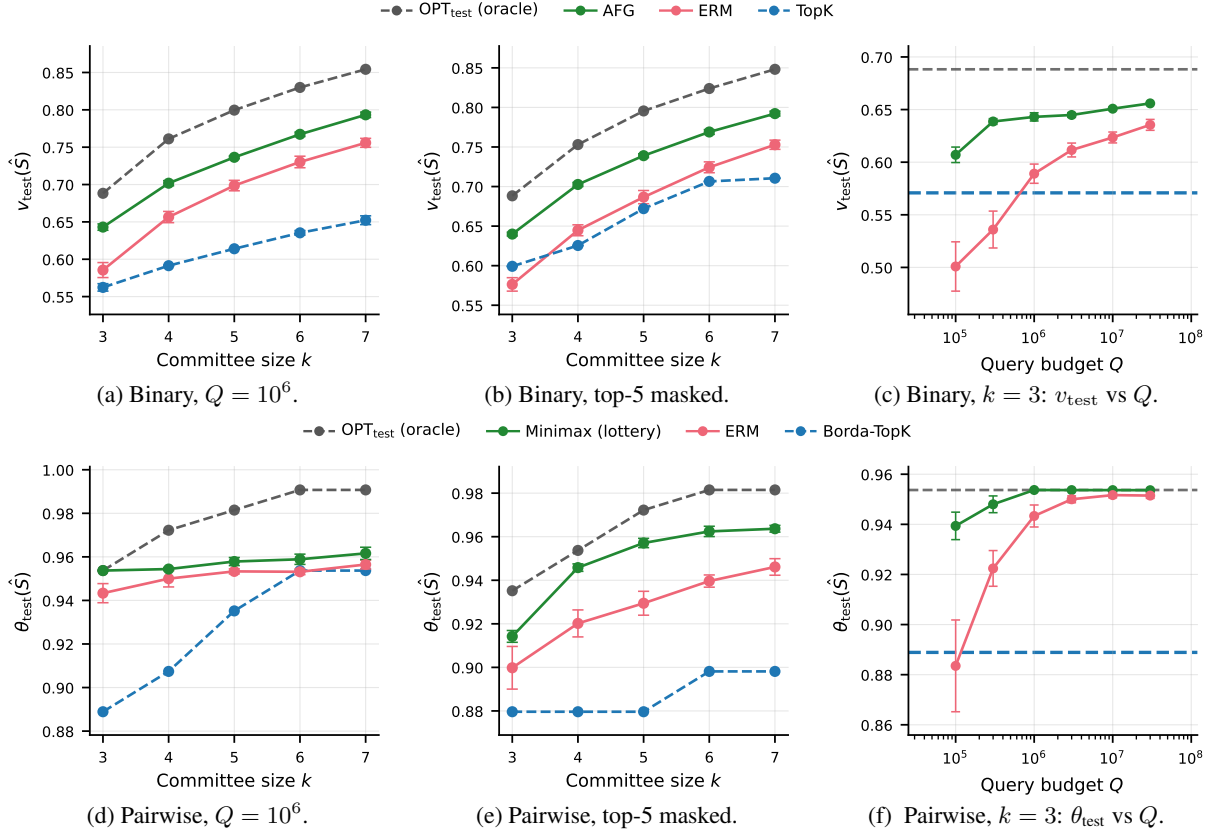 OPT_test (oracle) AFG ERM TopK
v_test(Ŝ)
0.85
0.80
0.75
0.70
0.65
0.60
0.55
3 4 5 6 7
Committee size k
(a) Binary, Q = 10^6.
v_test(Ŝ)
0.85
0.80
0.75
0.70
0.65
0.60
0.55
3 4 5 6 7
Committee size k
(b) Binary, top-5 masked.
v_test(Ŝ)
0.70
0.65
0.60
0.55
0.50
10^5 10^6 10^7 10^8
Query budget Q
(c) Binary, k = 3: v_test vs Q.
OPT_test (oracle) Minimax (lottery) ERM Borda-TopK
θ_test(Ŝ)
1.00
0.98
0.96
0.94
0.92
0.90
0.88
3 4 5 6 7
Committee size k
(d) Pairwise, Q = 10^6.
θ_test(Ŝ)
0.98
0.96
0.94
0.92
0.90
0.88
3 4 5 6 7
Committee size k
(e) Pairwise, top-5 masked.
θ_test(Ŝ)
0.96
0.94
0.92
0.90
0.88
0.86
10^5 10^6 10^7 10^8
Query budget Q
(f) Pairwise, k = 3: θ_test vs Q.